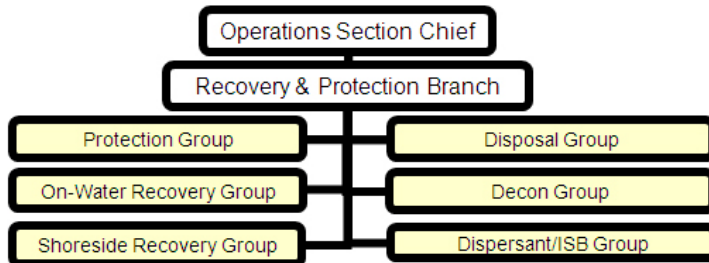 Operations Section Chief
Recovery & Protection Branch
Protection Group
Disposal Group
On-Water Recovery Group
Decon Group
Shoreside Recovery Group
Dispersant/ISB Group